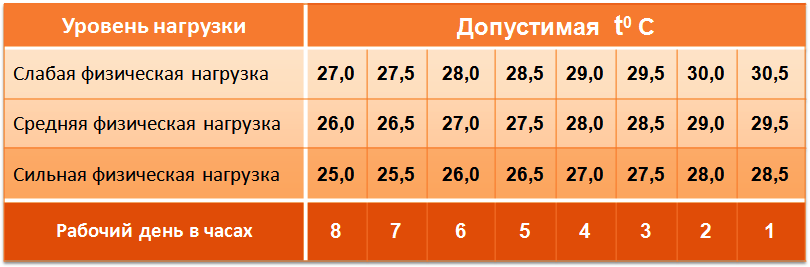 Уровень нагрузки Допустимая t⁰ С
Слабая физическая нагрузка 27,0 27,5 28,0 28,5 29,0 29,5 30,0 30,5
Средняя физическая нагрузка 26,0 26,5 27,0 27,5 28,0 28,5 29,0 29,5
Сильная физическая нагрузка 25,0 25,5 26,0 26,5 27,0 27,5 28,0 28,5
Рабочий день в часах 8 7 6 5 4 3 2 1